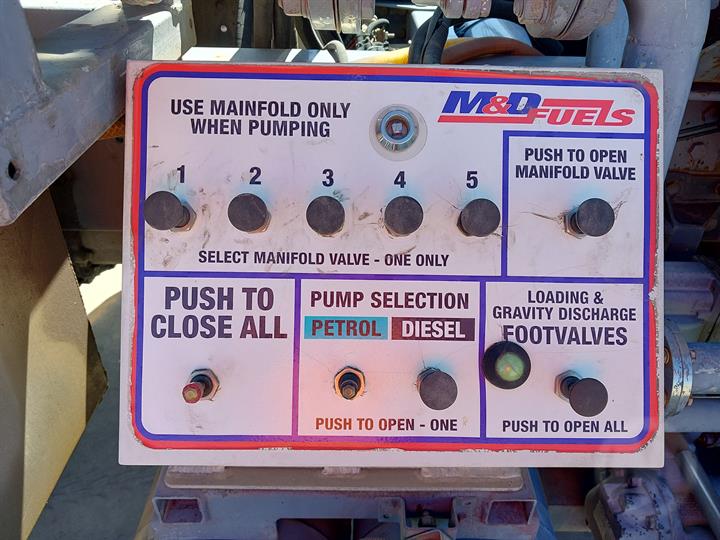 USE MAINFOLD ONLY
WHEN PUMPING
M&D FUELS
1 2 3 4 5
SELECT MANIFOLD VALVE - ONE ONLY
PUSH TO OPEN
MANIFOLD VALVE
PUSH TO
CLOSE ALL
PUMP SELECTION
PETROL DIESEL
PUSH TO OPEN - ONE
LOADING &
GRAVITY DISCHARGE
FOOTVALVES
PUSH TO OPEN ALL